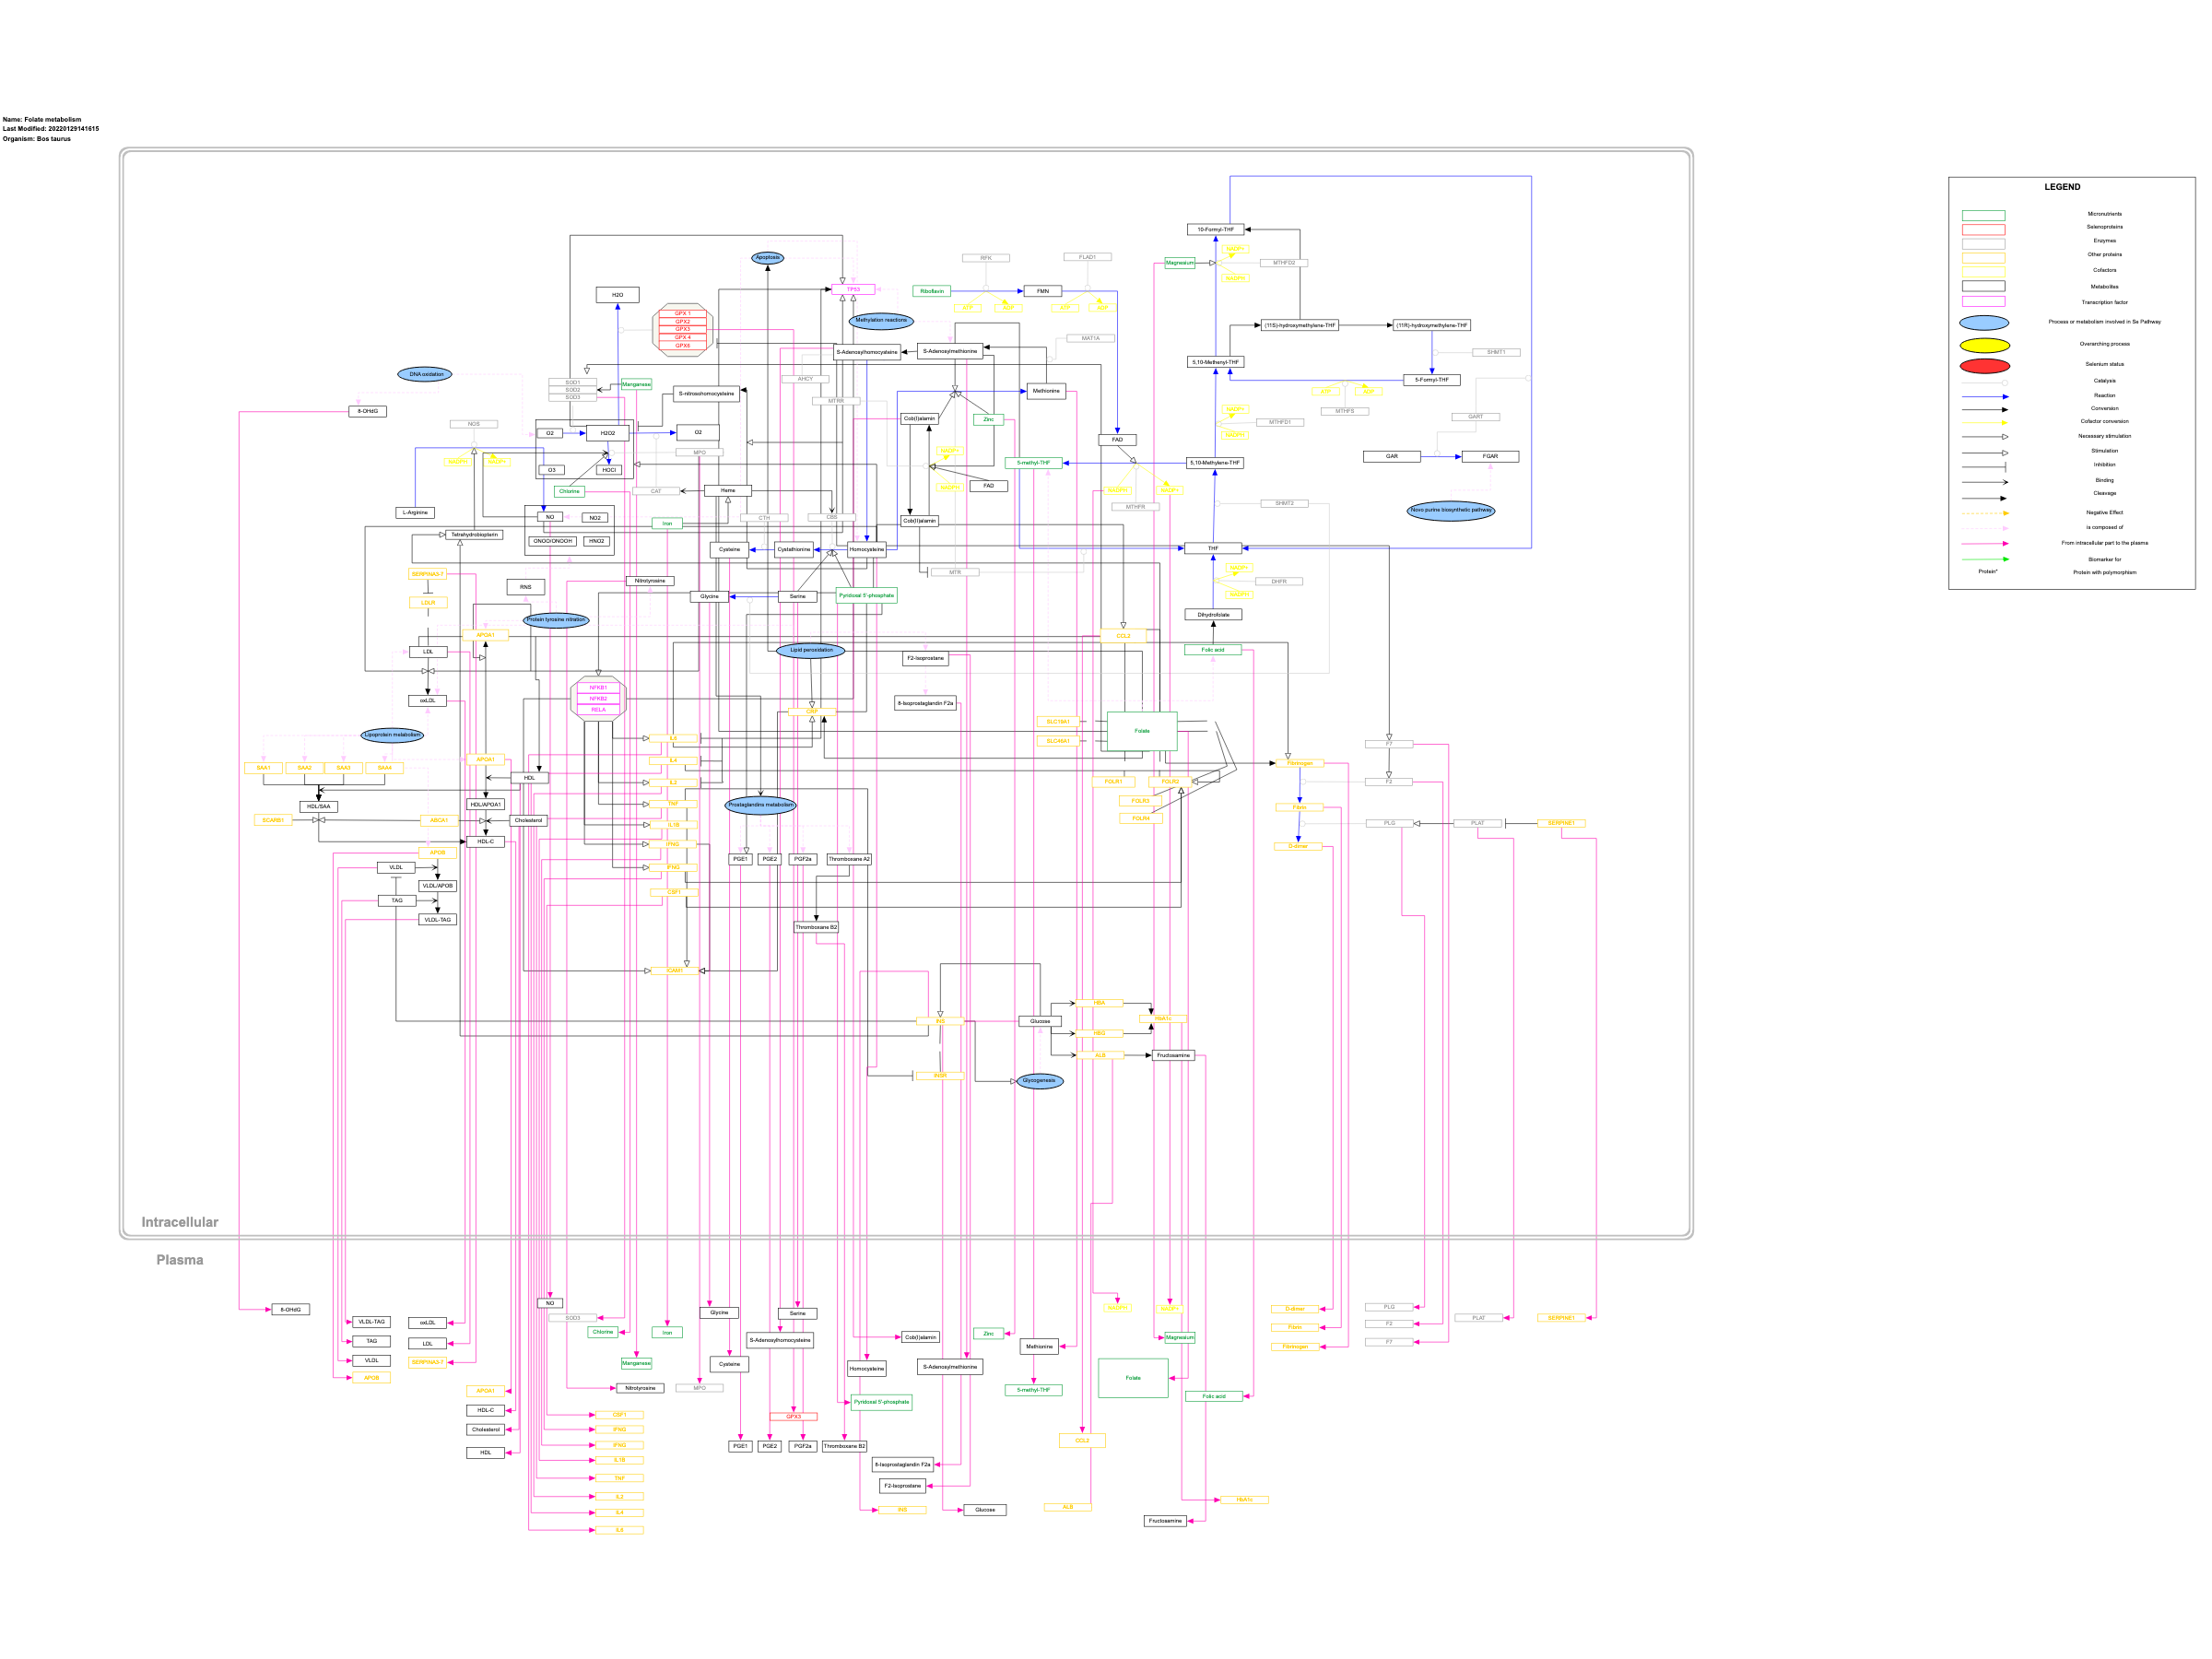 Name: Folate metabolism
Last Modified: 20220129141615
Organism: Bos taurus
LEGEND
Micronutrients
Selenoproteins
Enzymes
Other proteins
Cofactors
Metabolites
Transcription factor
Process or metabolism involved in Se Pathway
Overarching process
Selenium status
Catalysis
Reaction
Conversion
Cofactor conversion
Necessary stimulation
Stimulation
Inhibition
Binding
Cleavage
Negative Effect
is composed of
From intracellular part to the plasma
Biomarker for
Protein*
Protein with polymorphism
10-Formyl-THF
Magnesium
MTHFD2
Apoptosis
RFK
FLAD1
TP53
Riboflavin
FMN
H2O
GPX 1
GPX2
GPX3
GPX 4
GPX6
Methylation reactions
(11S)-hydroxymethylene-THF
(11R)-hydroxymethylene-THF
MAT1A
S-Adenosylhomocysteine
S-Adenosylmethionine
SHMT1
5,10-Methenyl-THF
DNA oxidation
AHCY
5-Formyl-THF
SOD1
SOD2
SOD3
Manganese
S-nitrosohomocysteine
Methionine
MTRR
MTHFS
8-OHdG
Cob(I)alamin
Zinc
GART
NOS
MTHFD1
O2
H2O2
O2
FAD
MPO
GAR
FGAR
5-methyl-THF
5,10-Methylene-THF
O3
HOCl
FAD
Chlorine
CAT
Heme
SHMT2
MTHFR
L-Arginine
Novo purine biosynthetic pathway
NO
NO2
Iron
CTH
CBS
Cob(II)alamin
Tetrahydrobiopterin
ONOO/ONOOH
HNO2
Cysteine
Cystathionine
Homocysteine
THF
SERPINA3-7
MTR
Nitrotyrosine
DHFR
RNS
Glycine
Serine
Pyridoxal 5'-phosphate
LDLR
Dihydrofolate
Protein tyrosine nitration
APOA1
CCL2
LDL
Lipid peroxidation
F2-Isoprostane
Folic acid
NFKB1
NFKB2
RELA
oxLDL
8-Isoprostaglandin F2a
CRP
SLC19A1
Folate
Lipoprotein metabolism
SLC46A1
F7
IL8
IL4
APOA1
Fibrinogen
SAA1
SAA2
SAA3
SAA4
HDL
IL2
FOLR1
FOLR2
F2
HDL/SAA
HDL/APOA1
TNF
Prostaglandins metabolism
FOLR3
Fibrin
SCARB1
ABCA1
Cholesterol
IL1B
FOLR4
PLG
PLAT
SERPINE1
HDL-C
IFNG
D-dimer
APOB
PGE1
PGE2
PGF2a
Thromboxane A2
VLDL
IFNG
VLDL/APOB
CSF1
TAG
VLDL-TAG
Thromboxane B2
ICAM1
HBA
INS
Glucose
HbA1c
HBG
ALB
Fructosamine
INSR
Glycogenesis
Intracellular
Plasma
8-OHdG
NO
VLDL-TAG
oxLDL
SOD3
Glycine
Serine
D-dimer
PLG
F2
PLAT
SERPINE1
Chlorine
Iron
Zinc
Fibrin
TAG
LDL
S-Adenosylhomocysteine
Cob(I)alamin
Magnesium
F7
Methionine
Fibrinogen
VLDL
SERPINA3-7
Manganese
Cysteine
Homocysteine
S-Adenosylmethionine
APOB
Folate
APOA1
Nitrotyrosine
MPO
5-methyl-THF
Folic acid
Pyridoxal 5'-phosphate
HDL-C
CSF1
GPX3
Cholesterol
IFNG
CCL2
HDL
IFNG
PGE1
PGE2
PGF2a
Thromboxane B2
IL1B
8-Isoprostaglandin F2a
TNF
F2-Isoprostane
IL2
HbA1c
IL4
INS
Glucose
ALB
IL8
Fructosamine